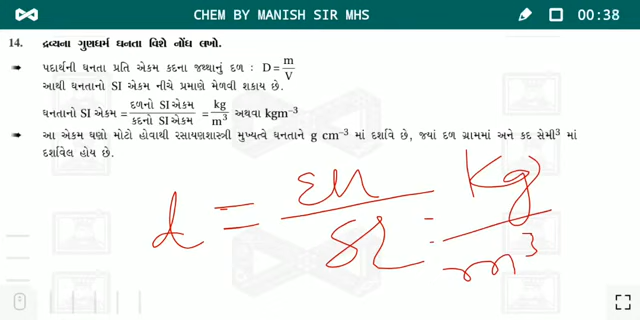 CHEM BY MANISH SIR MHS
00:38
14. દ્રવ્યના ગુણધર્મ ઘનતા વિશે નોંધ લખો.
➟ પદાર્થની ઘનતા પ્રતિ એકમ કદના જથ્થાનું દળ : D = m/V
આથી ઘનતાનો SI એકમ નીચે પ્રમાણે મેળવી શકાય છે.
ઘનતાનો SI એકમ = દળનો SI એકમ/કદનો SI એકમ = kg/m³ અથવા kgm⁻³
➟ આ એકમ ઘણો મોટો હોવાથી રસાયણશાસ્ત્રી મુખ્યત્વે ઘનતાને g cm⁻³ માં દર્શાવે છે, જ્યાં દળ ગ્રામમાં અને કદ સેમી³ માં
દર્શાવેલ હોય છે.
d = દળ/કદ = kg/m³